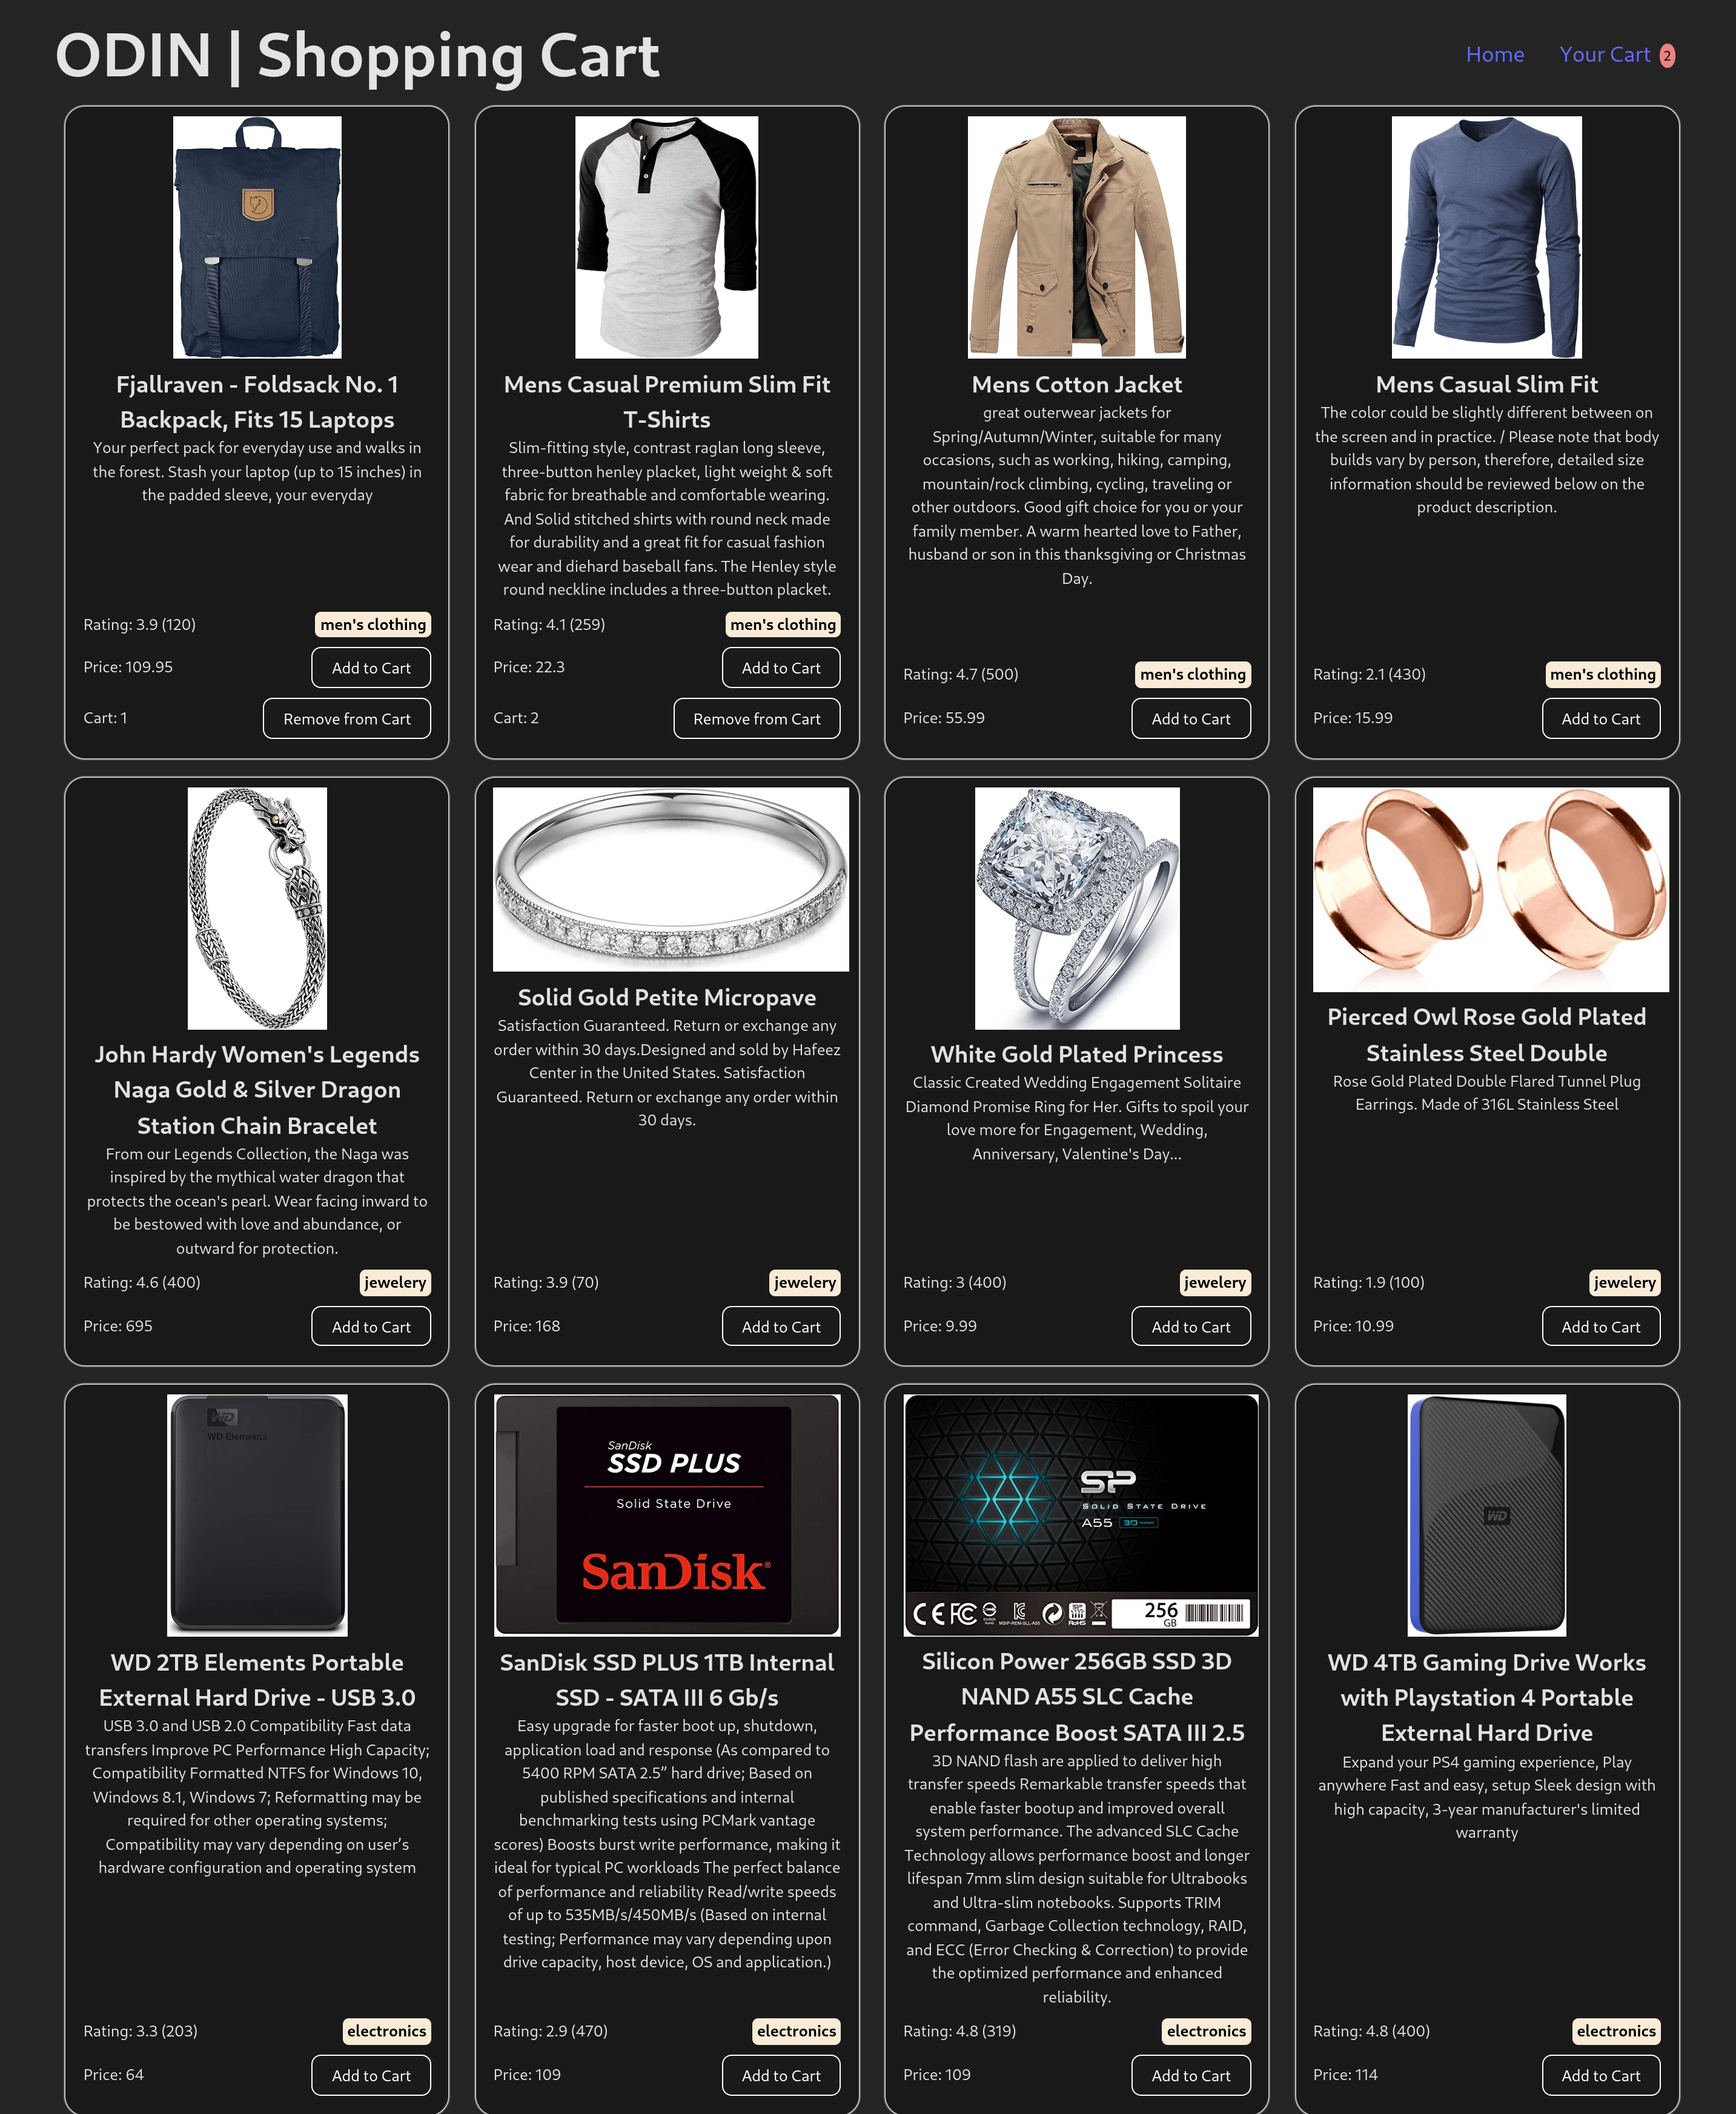 ODIN | Shopping Cart
Home
Your Cart 2
Fjallraven - Foldsack No. 1
Backpack, Fits 15 Laptops
Your perfect pack for everyday use and walks in
the forest. Stash your laptop (up to 15 inches) in
the padded sleeve, your everyday
Rating: 3.9 (120)
men's clothing
Price: 109.95
Add to Cart
Cart: 1
Remove from Cart
Mens Casual Premium Slim Fit
T-Shirts
Slim-fitting style, contrast raglan long sleeve,
three-button henley placket, light weight & soft
fabric for breathable and comfortable wearing.
And Solid stitched shirts with round neck made
for durability and a great fit for casual fashion
wear and diehard baseball fans. The Henley style
round neckline includes a three-button placket.
Rating: 4.1 (259)
men's clothing
Price: 22.3
Add to Cart
Cart: 2
Remove from Cart
Mens Cotton Jacket
great outerwear jackets for
Spring/Autumn/Winter, suitable for many
occasions, such as working, hiking, camping,
mountain/rock climbing, cycling, traveling or
other outdoors. Good gift choice for you or your
family member. A warm hearted love to Father,
husband or son in this thanksgiving or Christmas
Day.
Rating: 4.7 (500)
men's clothing
Price: 55.99
Add to Cart
Mens Casual Slim Fit
The color could be slightly different between on
the screen and in practice. / Please note that body
builds vary by person, therefore, detailed size
information should be reviewed below on the
product description.
Rating: 2.1 (430)
men's clothing
Price: 15.99
Add to Cart
John Hardy Women's Legends
Naga Gold & Silver Dragon
Station Chain Bracelet
From our Legends Collection, the Naga was
inspired by the mythical water dragon that
protects the ocean's pearl. Wear facing inward to
be bestowed with love and abundance, or
outward for protection.
Rating: 4.6 (400)
jewelery
Price: 695
Add to Cart
Solid Gold Petite Micropave
Satisfaction Guaranteed. Return or exchange any
order within 30 days.Designed and sold by Hafeez
Center in the United States. Satisfaction
Guaranteed. Return or exchange any order within
30 days.
Rating: 3.9 (70)
jewelery
Price: 168
Add to Cart
White Gold Plated Princess
Classic Created Wedding Engagement Solitaire
Diamond Promise Ring for Her. Gifts to spoil your
love more for Engagement, Wedding,
Anniversary, Valentine's Day...
Rating: 3 (400)
jewelery
Price: 9.99
Add to Cart
Pierced Owl Rose Gold Plated
Stainless Steel Double
Rose Gold Plated Double Flared Tunnel Plug
Earrings. Made of 316L Stainless Steel
Rating: 1.9 (100)
jewelery
Price: 10.99
Add to Cart
WD
WD Elements
WD 2TB Elements Portable
External Hard Drive - USB 3.0
USB 3.0 and USB 2.0 Compatibility Fast data
transfers Improve PC Performance High Capacity;
Compatibility Formatted NTFS for Windows 10,
Windows 8.1, Windows 7; Reformatting may be
required for other operating systems;
Compatibility may vary depending on user’s
hardware configuration and operating system
Rating: 3.3 (203)
electronics
Price: 64
Add to Cart
SanDisk
SSD PLUS
Solid State Drive
SanDisk®
SanDisk SSD PLUS 1TB Internal
SSD - SATA III 6 Gb/s
Easy upgrade for faster boot up, shutdown,
application load and response (As compared to
5400 RPM SATA 2.5” hard drive; Based on
published specifications and internal
benchmarking tests using PCMark vantage
scores) Boosts burst write performance, making it
ideal for typical PC workloads The perfect balance
of performance and reliability Read/write speeds
of up to 535MB/s/450MB/s (Based on internal
testing; Performance may vary depending upon
drive capacity, host device, OS and application.)
Rating: 2.9 (470)
electronics
Price: 109
Add to Cart
SP
SOLID STATE DRIVE
A55 3D
CE FC
RoHS
256
GB
Silicon Power 256GB SSD 3D
NAND A55 SLC Cache
Performance Boost SATA III 2.5
3D NAND flash are applied to deliver high
transfer speeds Remarkable transfer speeds that
enable faster bootup and improved overall
system performance. The advanced SLC Cache
Technology allows performance boost and longer
lifespan 7mm slim design suitable for Ultrabooks
and Ultra-slim notebooks. Supports TRIM
command, Garbage Collection technology, RAID,
and ECC (Error Checking & Correction) to provide
the optimized performance and enhanced
reliability.
Rating: 4.8 (319)
electronics
Price: 109
Add to Cart
WD
WD 4TB Gaming Drive Works
with Playstation 4 Portable
External Hard Drive
Expand your PS4 gaming experience, Play
anywhere Fast and easy, setup Sleek design with
high capacity, 3-year manufacturer's limited
warranty
Rating: 4.8 (400)
electronics
Price: 114
Add to Cart